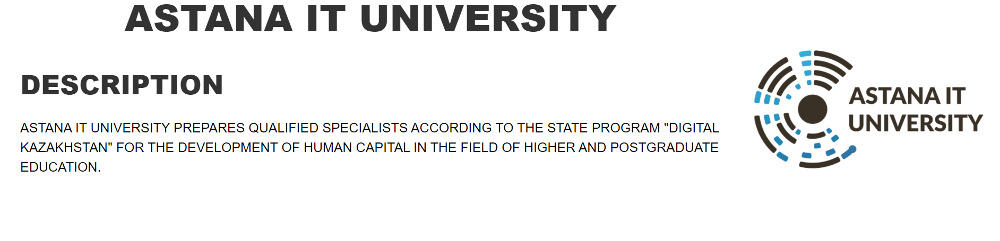 ASTANA IT UNIVERSITY
DESCRIPTION
ASTANA IT UNIVERSITY PREPARES QUALIFIED SPECIALISTS ACCORDING TO THE STATE PROGRAM "DIGITAL
KAZAKHSTAN" FOR THE DEVELOPMENT OF HUMAN CAPITAL IN THE FIELD OF HIGHER AND POSTGRADUATE
EDUCATION.
ASTANA IT
UNIVERSITY